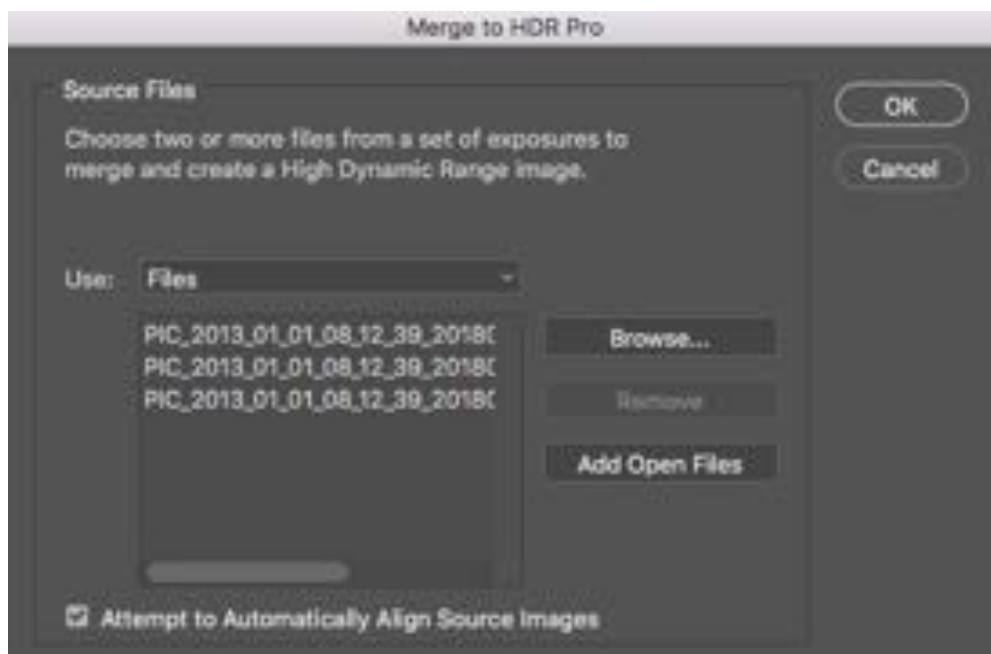 Merge to HDR Pro
Source Files
OK
Choose two or more files from a set of exposures to
merge and create a High Dynamic Range image.
Cancel
Use: Files
PIC_2013_01_01_08_12_39_2018
PIC_2013_01_01_08_12_39_2018
PIC_2013_01_01_08_12_39_2018
Browse...
Remove
Add Open Files
Attempt to Automatically Align Source Images